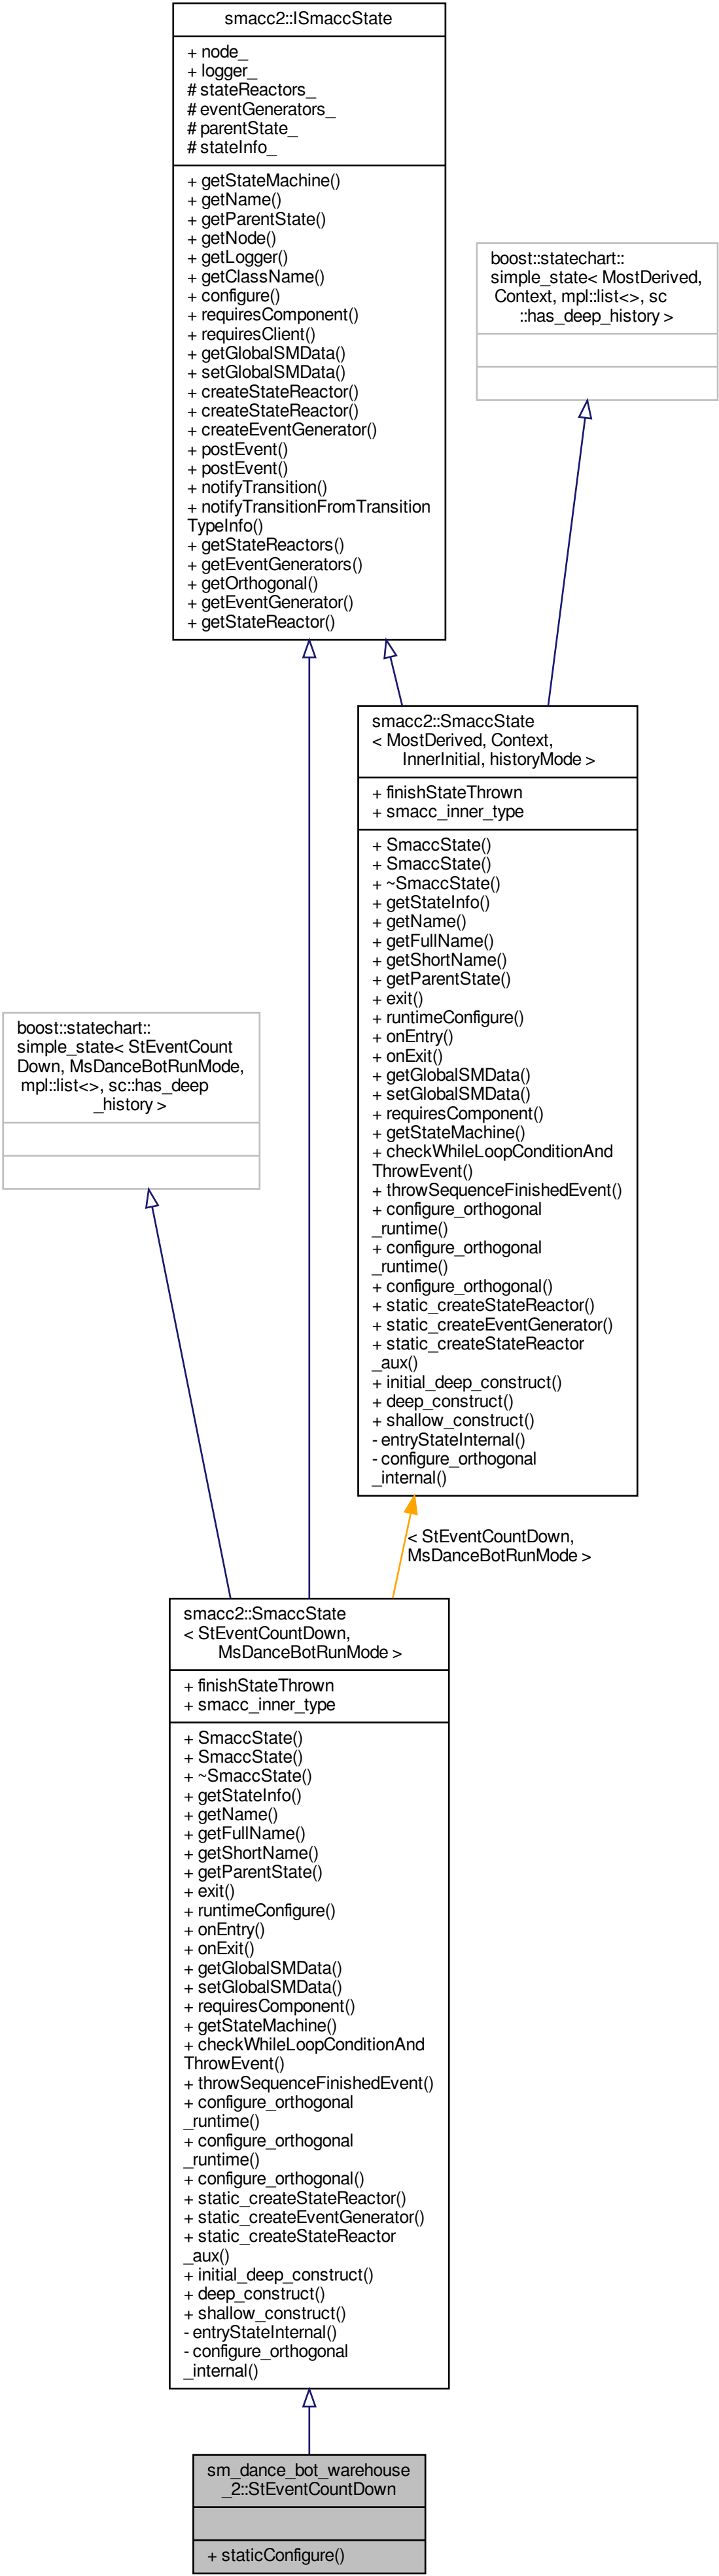 smacc2::ISmaccState
+ node_
+ logger_
# stateReactors_
# eventGenerators_
# parentState_
# stateInfo_
+ getStateMachine()
+ getName()
+ getParentState()
+ getNode()
+ getLogger()
+ getClassName()
+ configure()
+ requiresComponent()
+ requiresClient()
+ getGlobalSMData()
+ setGlobalSMData()
+ createStateReactor()
+ createStateReactor()
+ createEventGenerator()
+ postEvent()
+ postEvent()
+ notifyTransition()
+ notifyTransitionFromTransition
TypeInfo()
+ getStateReactors()
+ getEventGenerators()
+ getOrthogonal()
+ getEventGenerator()
+ getStateReactor()
boost::statechart::
simple_state< MostDerived,
Context, mpl::list<>, sc
::has_deep_history >
smacc2::SmaccState
< MostDerived, Context,
InnerInitial, historyMode >
+ finishStateThrown
+ smacc_inner_type
+ SmaccState()
+ SmaccState()
+ ~SmaccState()
+ getStateInfo()
+ getName()
+ getFullName()
+ getShortName()
+ getParentState()
+ exit()
+ runtimeConfigure()
+ onEntry()
+ onExit()
+ getGlobalSMData()
+ setGlobalSMData()
+ requiresComponent()
+ getStateMachine()
+ checkWhileLoopConditionAnd
ThrowEvent()
+ throwSequenceFinishedEvent()
+ configure_orthogonal
_runtime()
+ configure_orthogonal
_runtime()
+ configure_orthogonal()
+ static_createStateReactor()
+ static_createEventGenerator()
+ static_createStateReactor
_aux()
+ initial_deep_construct()
+ deep_construct()
+ shallow_construct()
- entryStateInternal()
- configure_orthogonal
_internal()
boost::statechart::
simple_state< StEventCount
Down, MsDanceBotRunMode,
mpl::list<>, sc::has_deep
_history >
< StEventCountDown,
MsDanceBotRunMode >
smacc2::SmaccState
< StEventCountDown,
MsDanceBotRunMode >
+ finishStateThrown
+ smacc_inner_type
+ SmaccState()
+ SmaccState()
+ ~SmaccState()
+ getStateInfo()
+ getName()
+ getFullName()
+ getShortName()
+ getParentState()
+ exit()
+ runtimeConfigure()
+ onEntry()
+ onExit()
+ getGlobalSMData()
+ setGlobalSMData()
+ requiresComponent()
+ getStateMachine()
+ checkWhileLoopConditionAnd
ThrowEvent()
+ throwSequenceFinishedEvent()
+ configure_orthogonal
_runtime()
+ configure_orthogonal
_runtime()
+ configure_orthogonal()
+ static_createStateReactor()
+ static_createEventGenerator()
+ static_createStateReactor
_aux()
+ initial_deep_construct()
+ deep_construct()
+ shallow_construct()
- entryStateInternal()
- configure_orthogonal
_internal()
sm_dance_bot_warehouse
_2::StEventCountDown
+ staticConfigure()